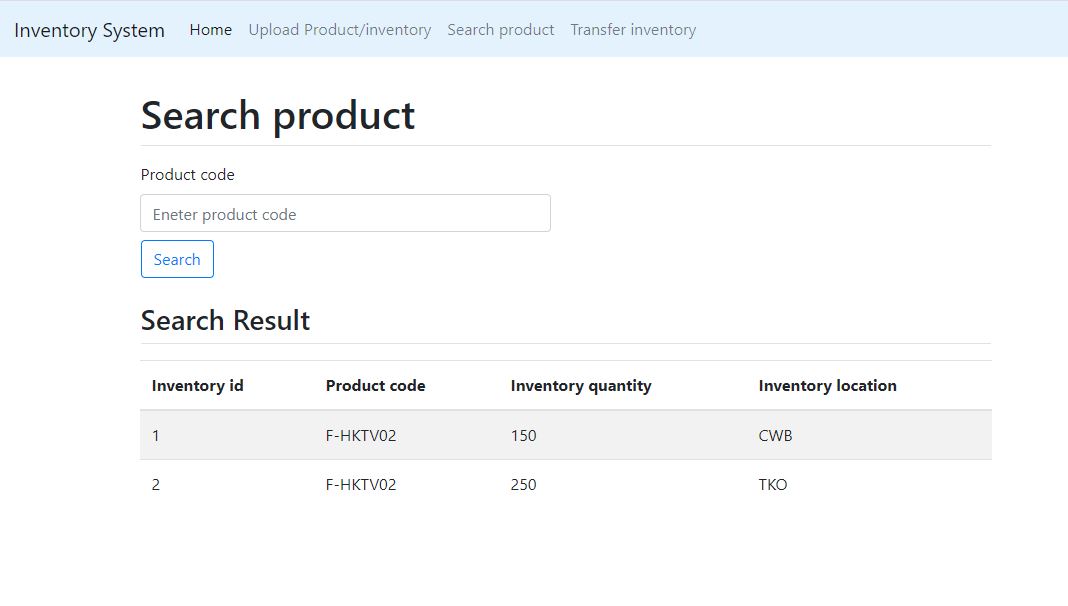 Inventory System Home Upload Product/inventory Search product Transfer inventory
Search product
Product code
Eneter product code
Search
Search Result
Inventory id Product code Inventory quantity Inventory location
1 F-HKTV02 150 CWB
2 F-HKTV02 250 TKO